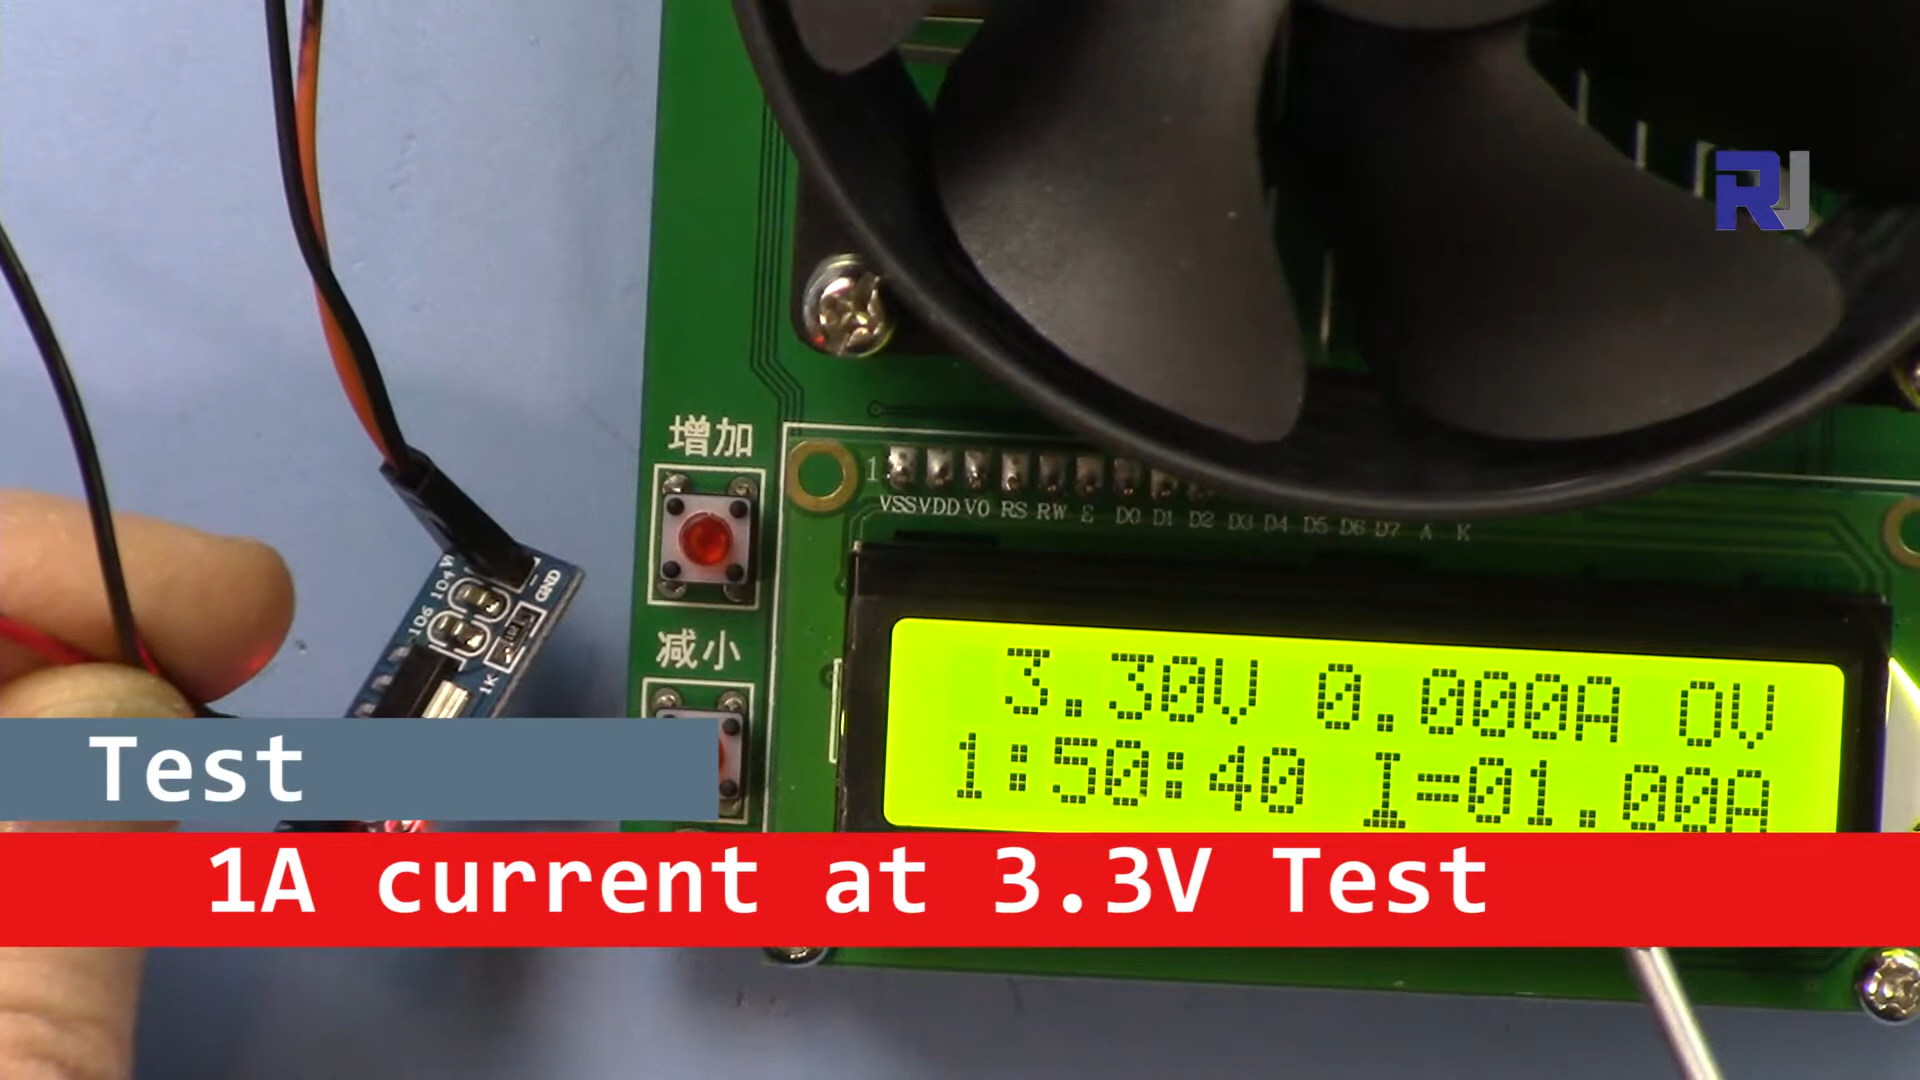 RJ
增加
1
VSS VDD V0 RS RW E D0 D1 D2 D3 D4 D5 D6 D7 A K
104
GND
106
减小
1K
3.30V 0.000A OV
1:50:40 I=01.00A
Test
1A current at 3.3V Test